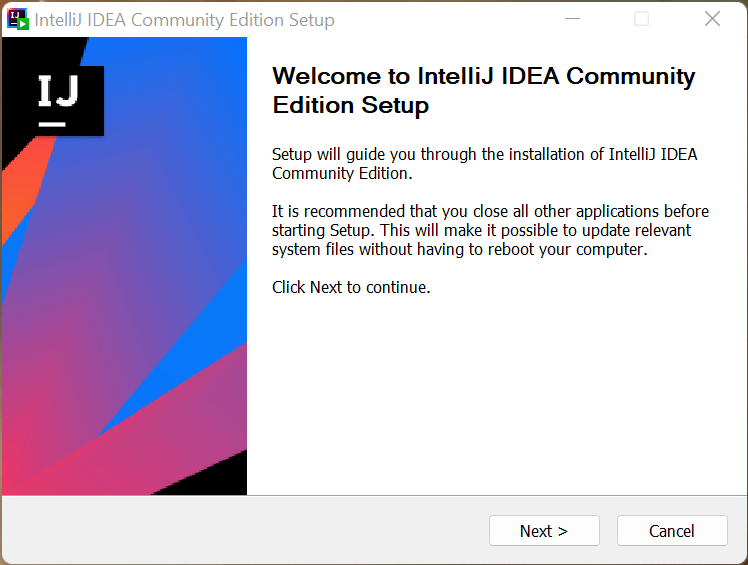 IntelliJ IDEA Community Edition Setup
IJ
Welcome to IntelliJ IDEA Community
Edition Setup
Setup will guide you through the installation of IntelliJ IDEA
Community Edition.
It is recommended that you close all other applications before
starting Setup. This will make it possible to update relevant
system files without having to reboot your computer.
Click Next to continue.
Next >
Cancel